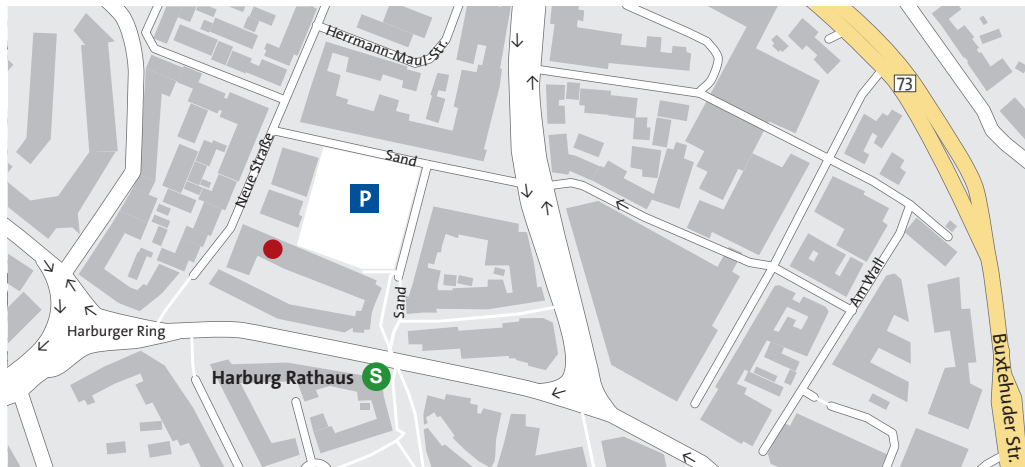 Herrmann-Maul-Str.
73
Neue Straße
Sand
P
Am Wall
Sand
Harburger Ring
Buxtehuder Str.
Harburg Rathaus
S